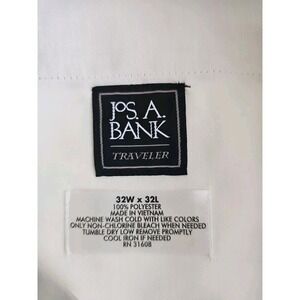 JOS. A.
BANK
TRAVELER
32W x 32L
100% POLYESTER
MADE IN VIETNAM
MACHINE WASH COLD WITH LIKE COLORS
ONLY NON-CHLORINE BLEACH WHEN NEEDED
TUMBLE DRY LOW REMOVE PROMPTLY
COOL IRON IF NEEDED
RN 31608